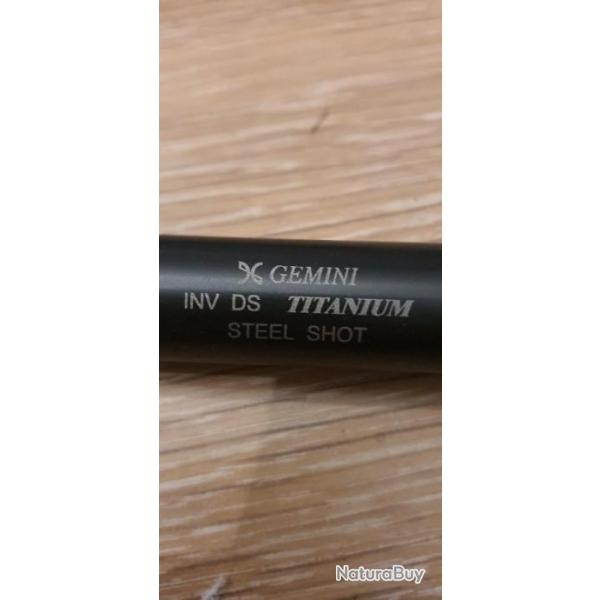 GEMINI
INV DS TITANIUM
STEEL SHOT
NaturaBuy